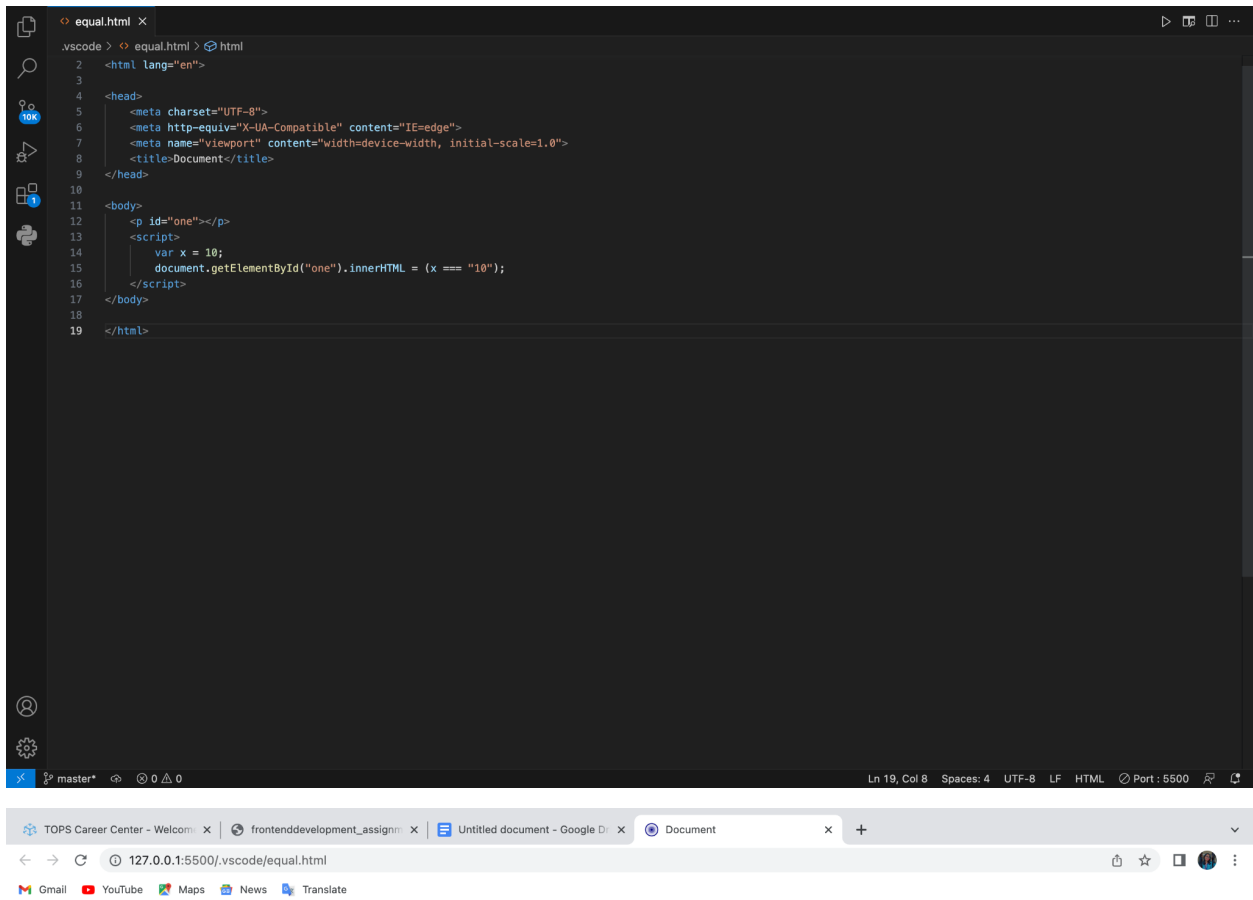 equal.html
.vscode > equal.html > html
2 <html lang="en">
3
4 <head>
5 <meta charset="UTF-8">
6 <meta http-equiv="X-UA-Compatible" content="IE=edge">
7 <meta name="viewport" content="width=device-width, initial-scale=1.0">
8 <title>Document</title>
9 </head>
10
11 <body>
12 <p id="one"></p>
13 <script>
14 var x = 10;
15 document.getElementById("one").innerHTML = (x === "10");
16 </script>
17 </body>
18
19 </html>
10K
1
master* 0 0 Ln 19, Col 8 Spaces: 4 UTF-8 LF HTML Port : 5500
TOPS Career Center - Welcom frontenddevelopment_assignm Untitled document - Google Dr Document
127.0.0.1:5500/.vscode/equal.html
Gmail YouTube Maps News Translate